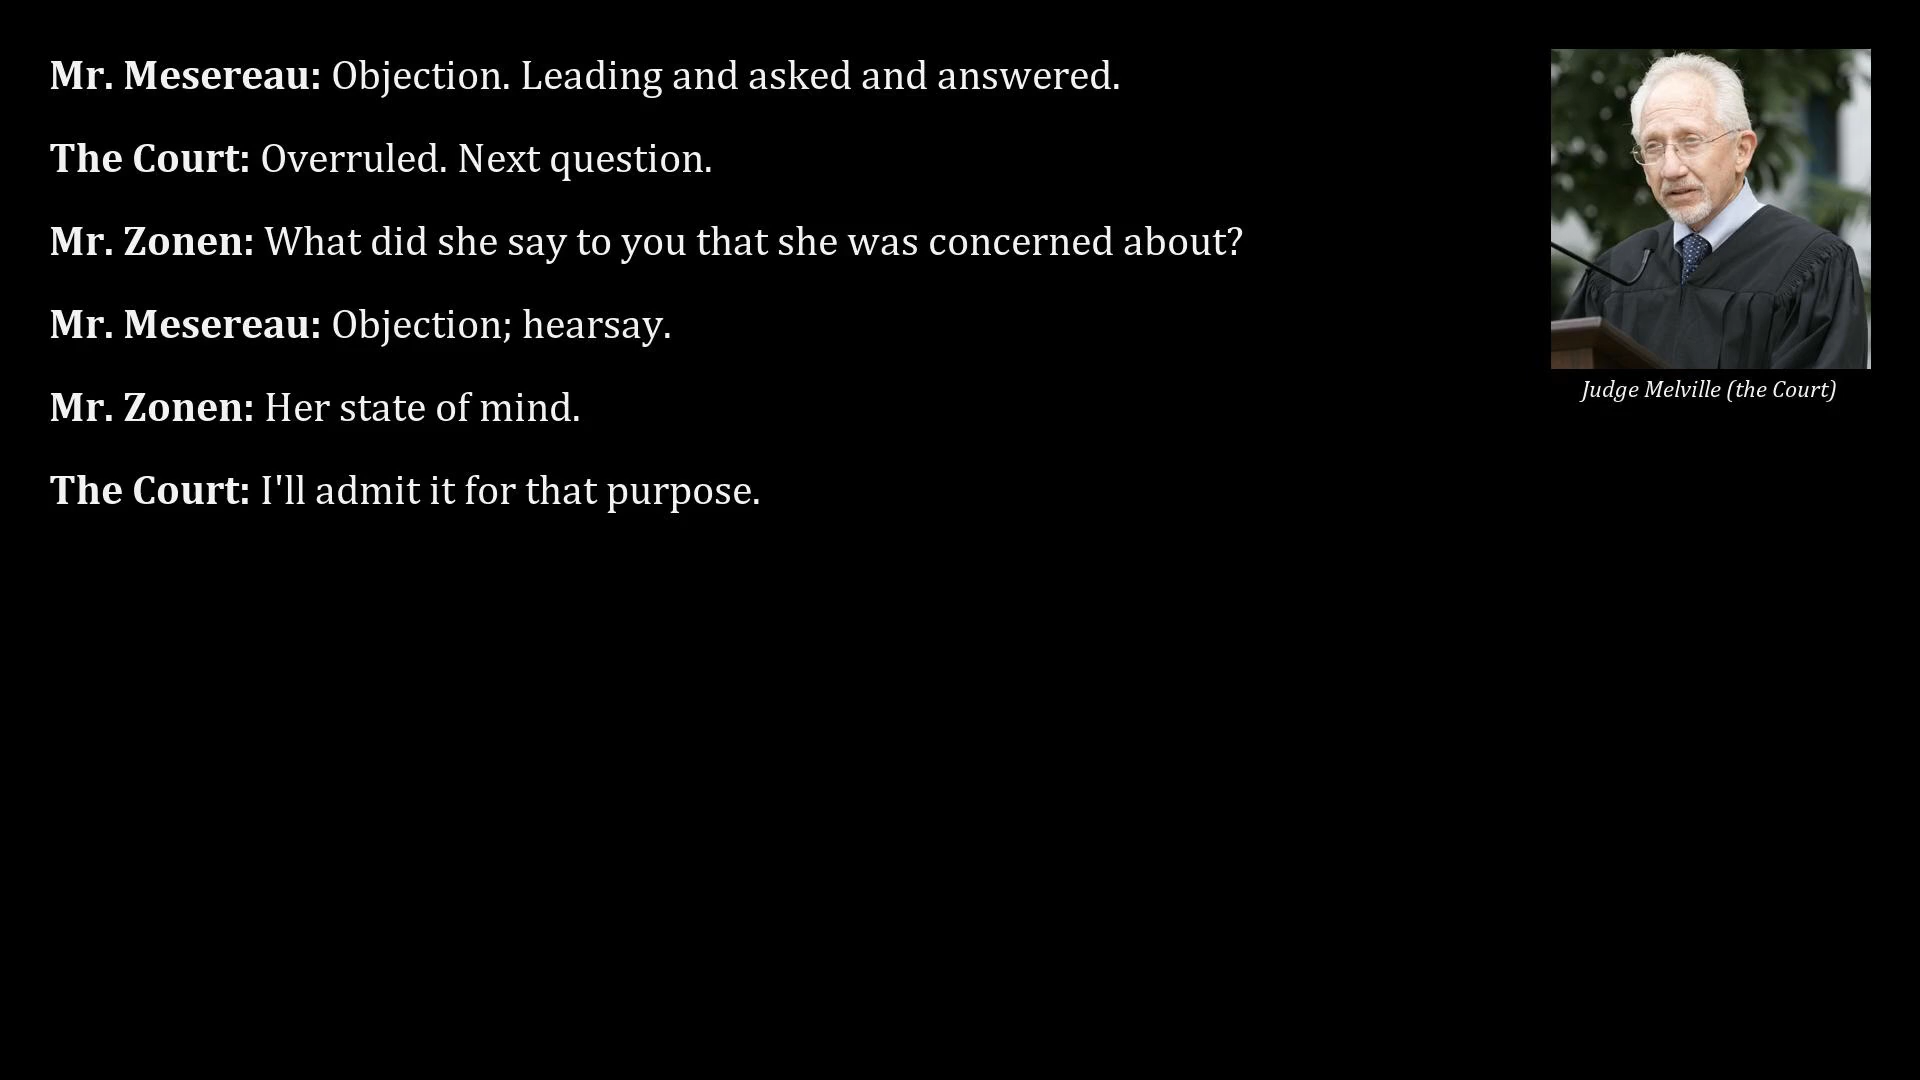 Mr. Mesereau: Objection. Leading and asked and answered.
The Court: Overruled. Next question.
Mr. Zonen: What did she say to you that she was concerned about?
Mr. Mesereau: Objection; hearsay.
Mr. Zonen: Her state of mind.
The Court: I'll admit it for that purpose.
Judge Melville (the Court)